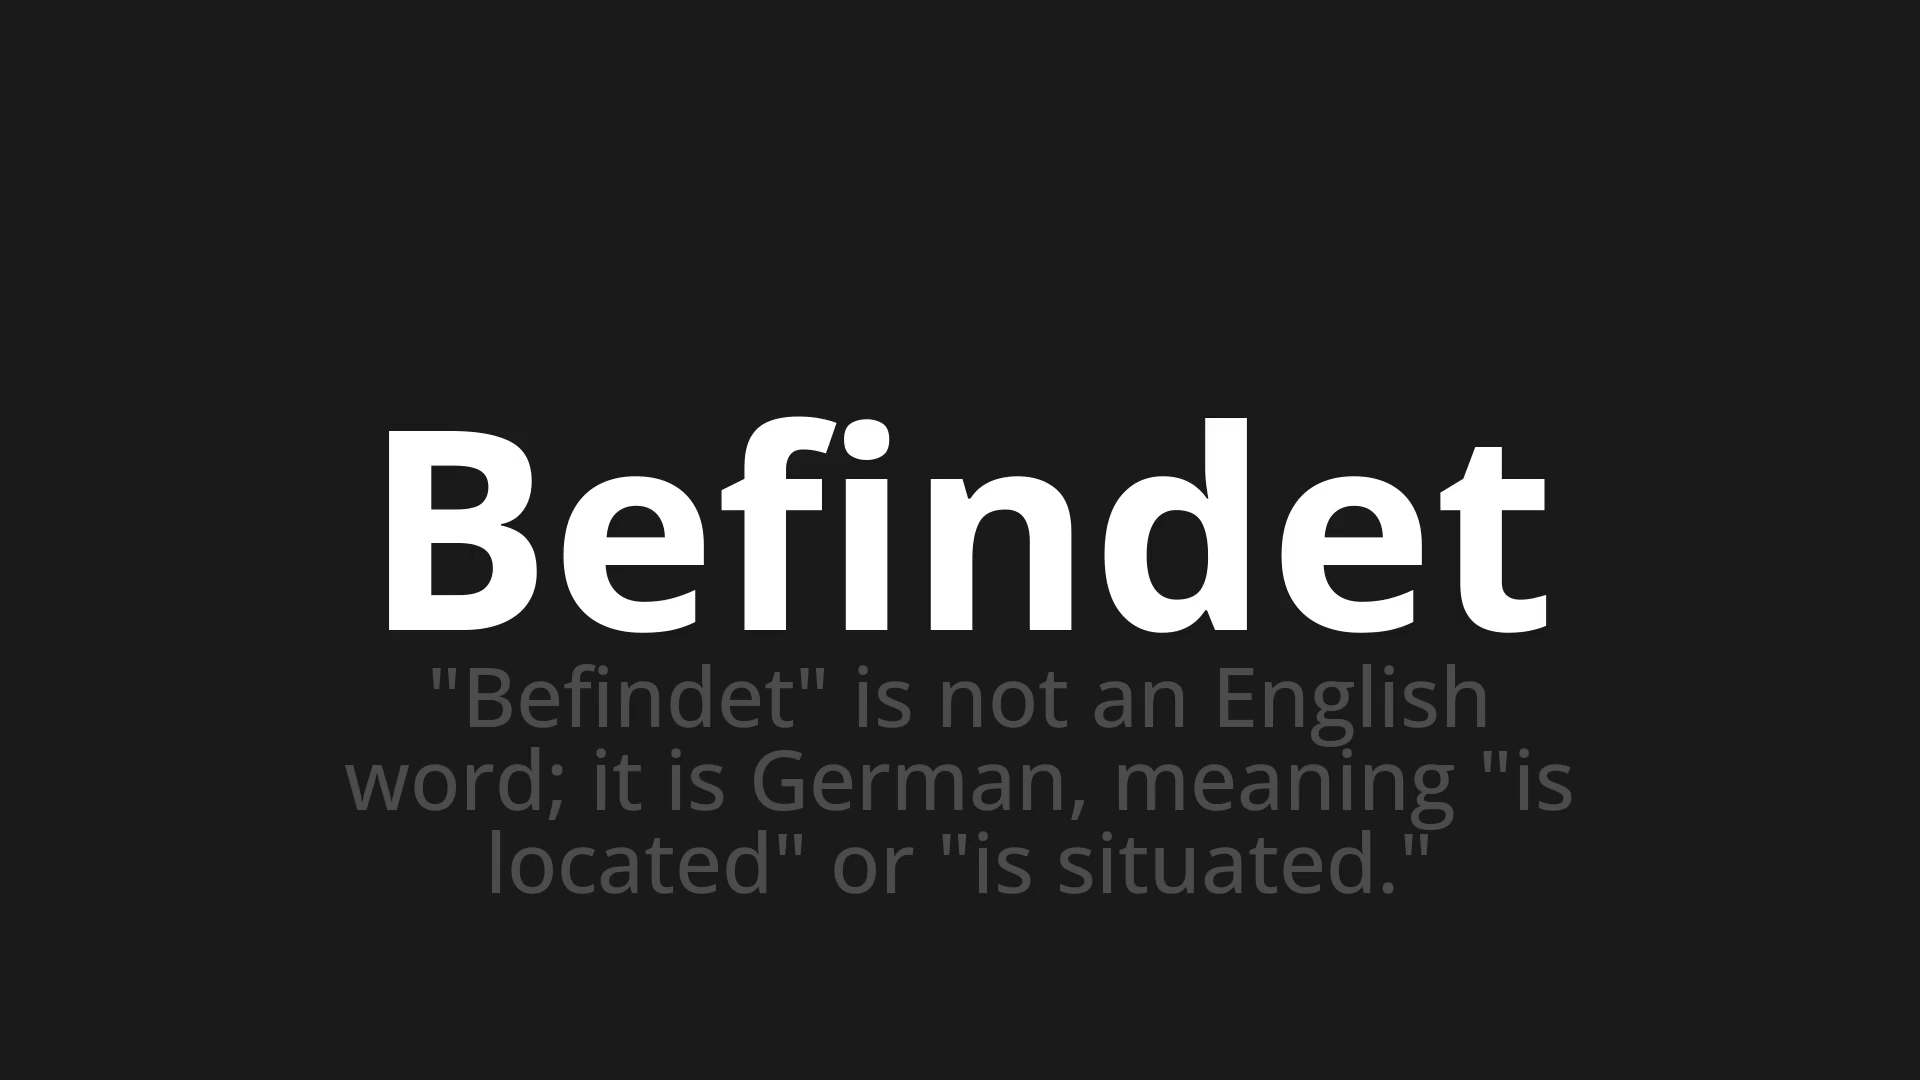 Befindet
"Befindet" is not an English
word; it is German, meaning "is
located" or "is situated."